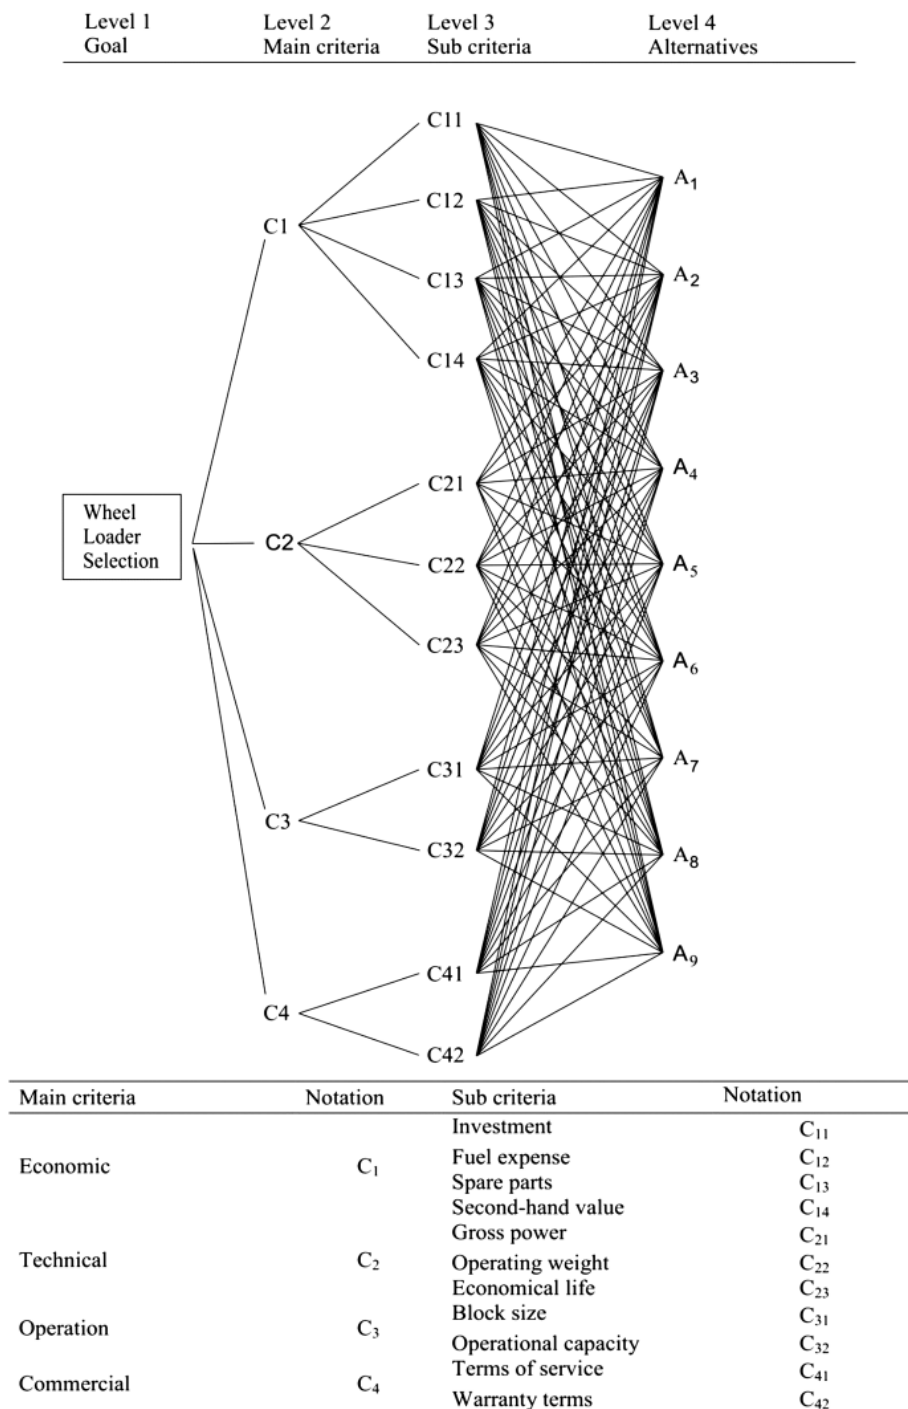 Level 1 Level 2 Level 3 Level 4
Goal Main criteria Sub criteria Alternatives
C11
A1
C12
C1
A2
C13
C14
A3
A4
C21
Wheel
Loader
Selection
C2
C22
A5
C23
A6
A7
C31
C3
C32
A8
A9
C41
C4
C42
Main criteria Notation Sub criteria Notation
Investment C11
Economic C1
Fuel expense C12
Spare parts C13
Second-hand value C14
Gross power C21
Technical C2
Operating weight C22
Economical life C23
Block size C31
Operation C3
Operational capacity C32
Terms of service C41
Commercial C4
Warranty terms C42